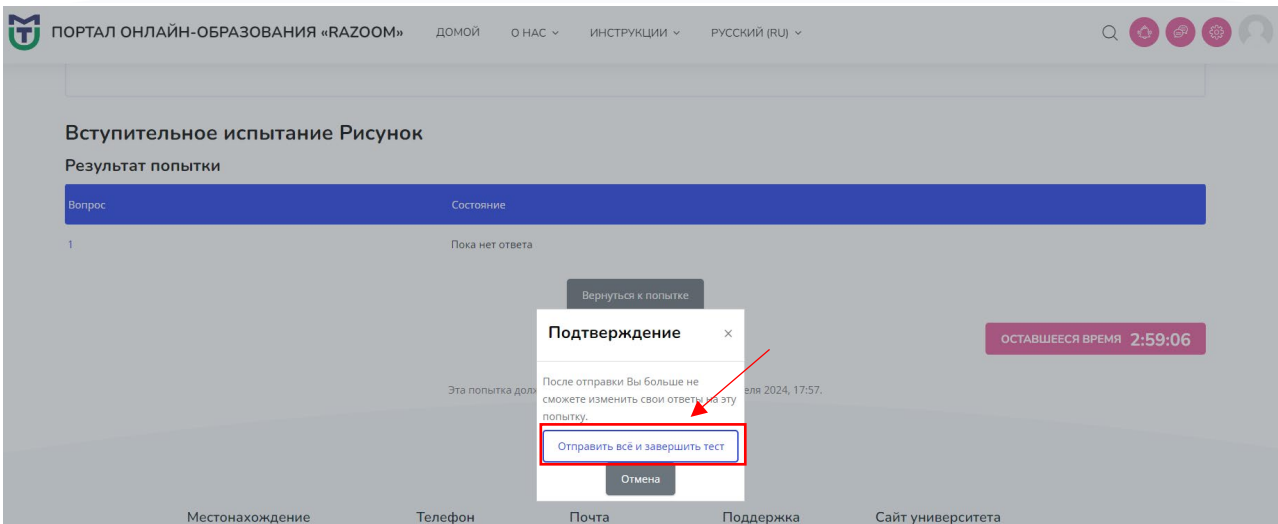 ПОРТАЛ ОНЛАЙН-ОБРАЗОВАНИЯ «RAZOOM» ДОМОЙ О НАС ИНСТРУКЦИИ РУССКИЙ (RU)
Вступительное испытание Рисунок
Результат попытки
Вопрос Состояние
1 Пока нет ответа
Вернуться к попытке
Подтверждение ×
ОСТАВШЕЕСЯ ВРЕМЯ 2:59:06
После отправки Вы больше не
Эта попытка 2024, 17:57.
сможете изменить свои ответы на эту
попытку.
Отправить всё и завершить тест
Отмена
Местонахождение Телефон Почта Поддержка Сайт университета